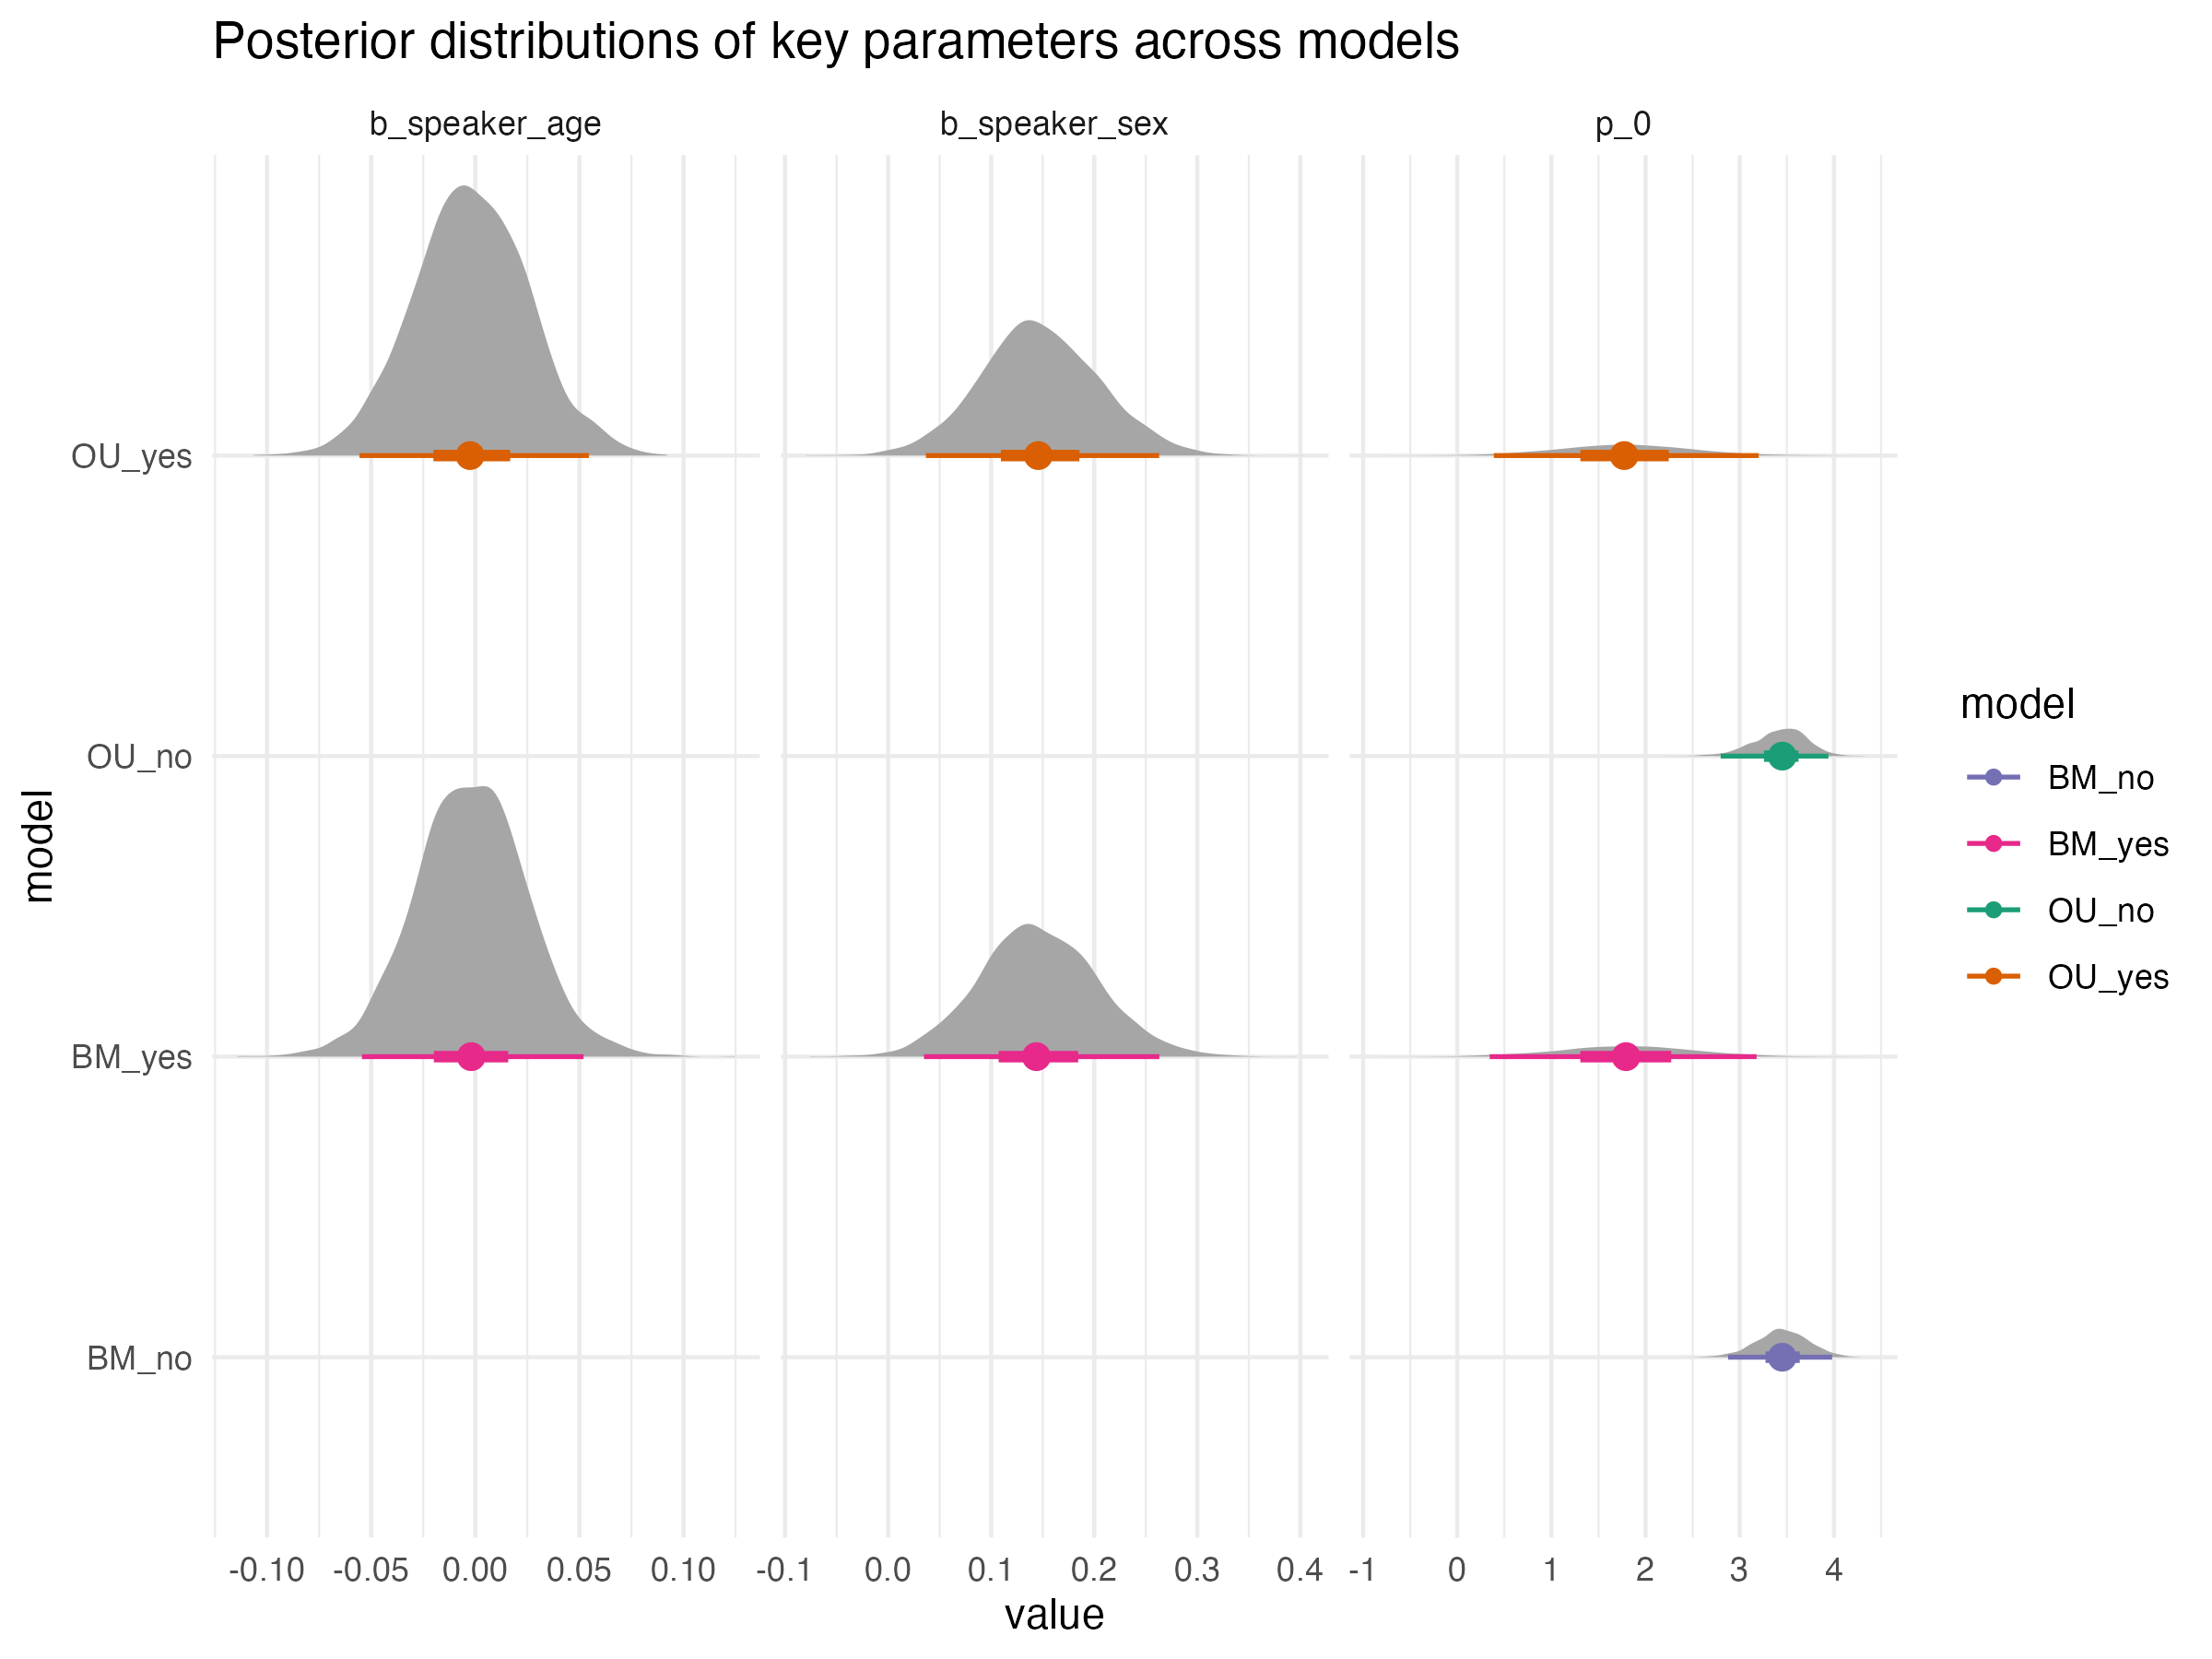 Posterior distributions of key parameters across models
b_speaker_age b_speaker_sex p_0
OU_yes
OU_no
BM_yes
BM_no
model
-0.10 -0.05 0.00 0.05 0.10 -0.1 0.0 0.1 0.2 0.3 0.4 -1 0 1 2 3 4
value
model
BM_no
BM_yes
OU_no
OU_yes